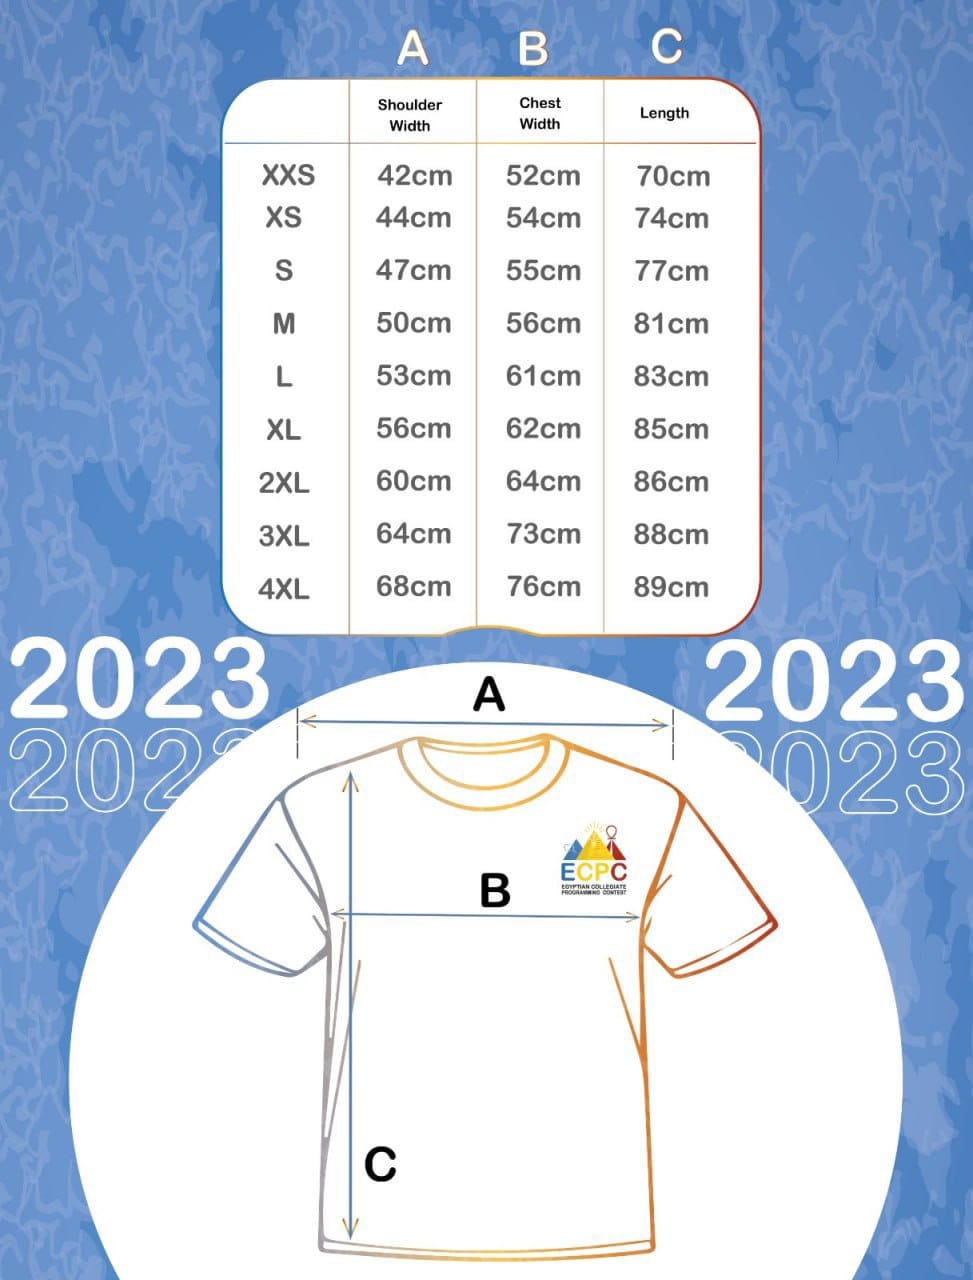 A B C
Shoulder Width Chest Width Length
XXS 42cm 52cm 70cm
XS 44cm 54cm 74cm
S 47cm 55cm 77cm
M 50cm 56cm 81cm
L 53cm 61cm 83cm
XL 56cm 62cm 85cm
2XL 60cm 64cm 86cm
3XL 64cm 73cm 88cm
4XL 68cm 76cm 89cm
2023 2023
2023 2023
A
ECPC
EGYPTIAN COLLEGIATE
PROGRAMMING CONTEST
B
C